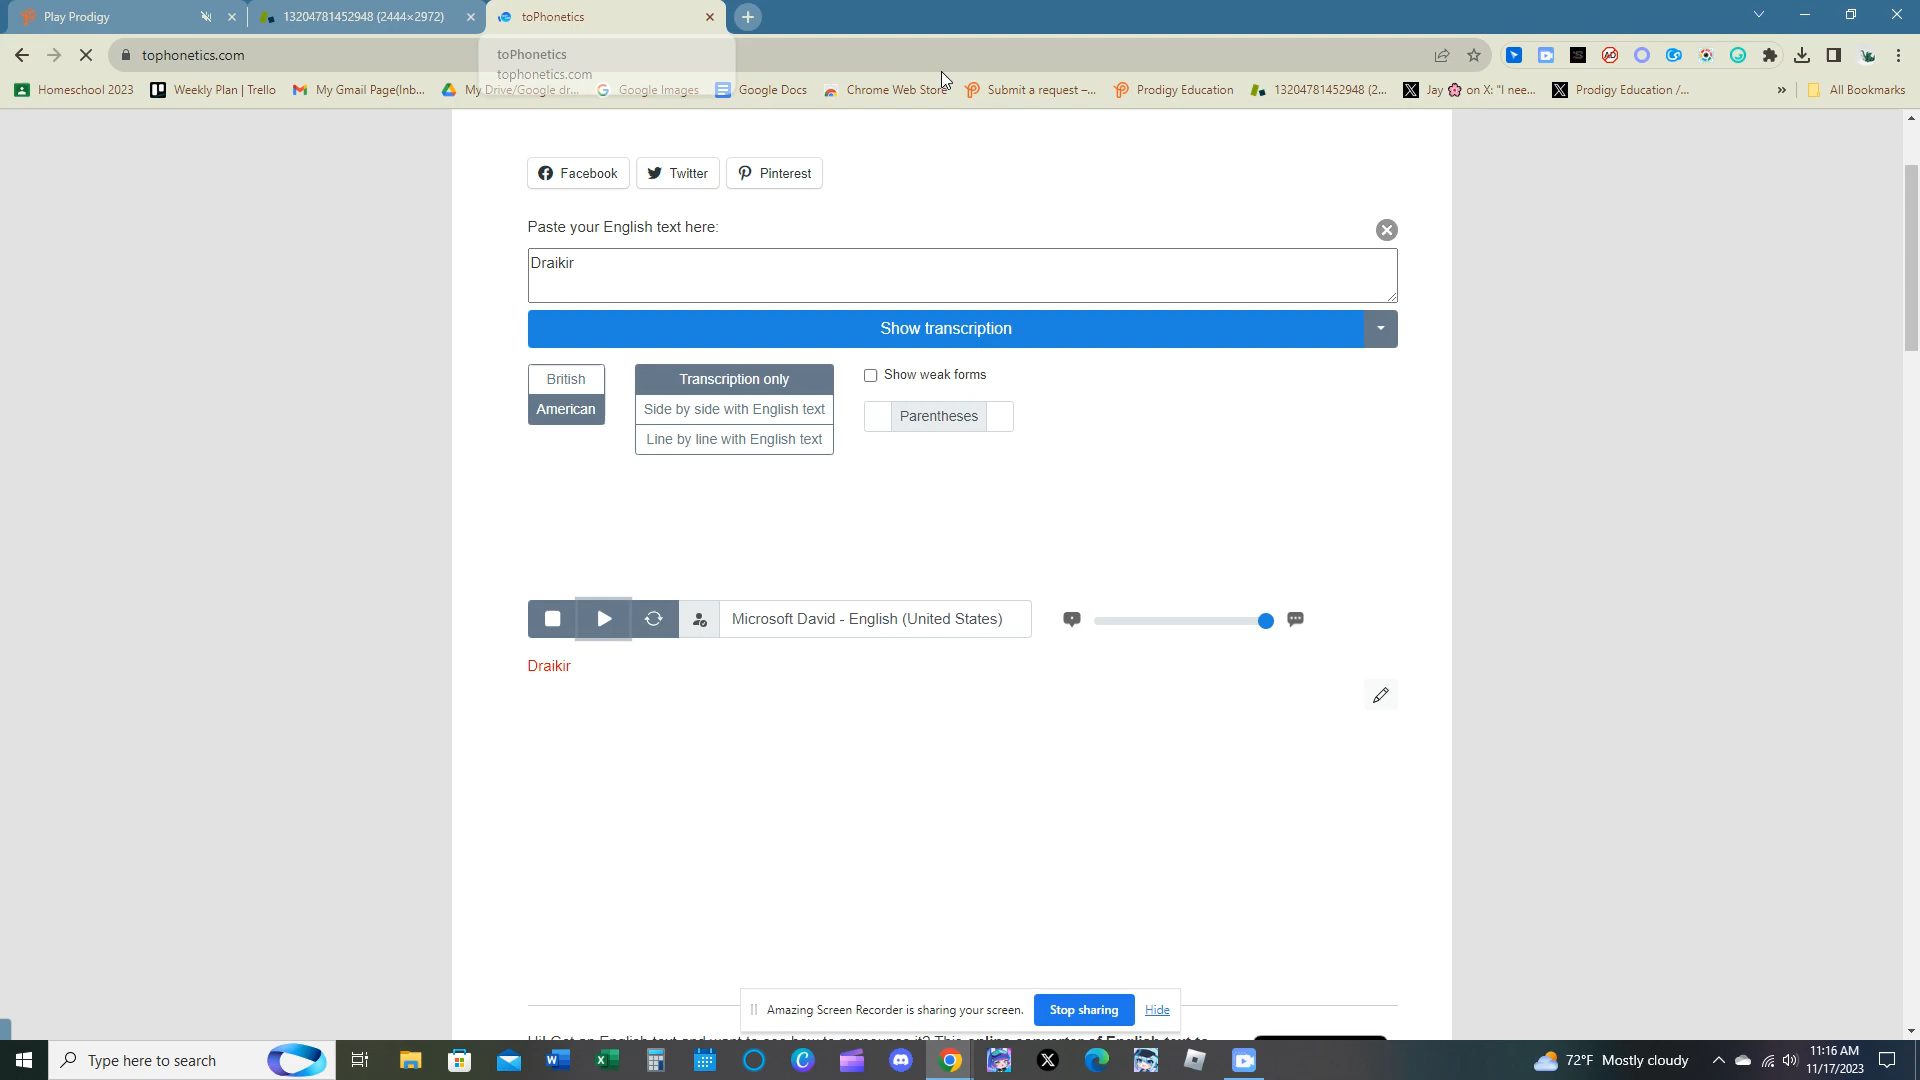 Play Prodigy
13204781452948 (2444×2972)
toPhonetics
tophonetics.com
toPhonetics
tophonetics.com
Homeschool 2023
Weekly Plan | Trello
My Gmail Page(Inb...
My Drive/Google dr...
Google Images
Google Docs
Chrome Web Store
Submit a request –...
Prodigy Education
13204781452948 (2...
Jay 🌸 on X: "I nee...
Prodigy Education /...
»
All Bookmarks
Facebook
Twitter
Pinterest
Paste your English text here:
Draikir
Show transcription
British
American
Transcription only
Side by side with English text
Line by line with English text
Show weak forms
Parentheses
Microsoft David - English (United States)
Draikir
Amazing Screen Recorder is sharing your screen.
Stop sharing
Hide
Type here to search
72°F Mostly cloudy
11:16 AM
11/17/2023